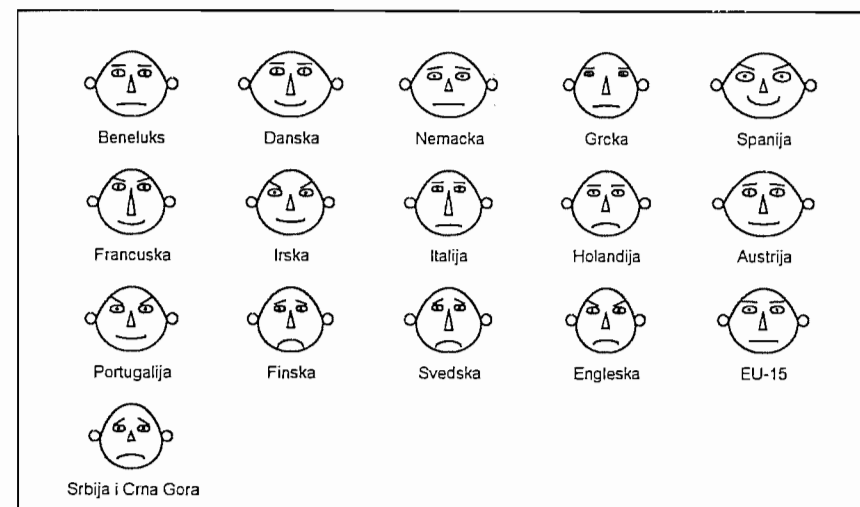 Beneluks Danska Nemacka Grcka Spanija
Francuska Irska Italija Holandija Austrija
Portugalija Finska Svedska Engleska EU-15
Srbija i Crna Gora